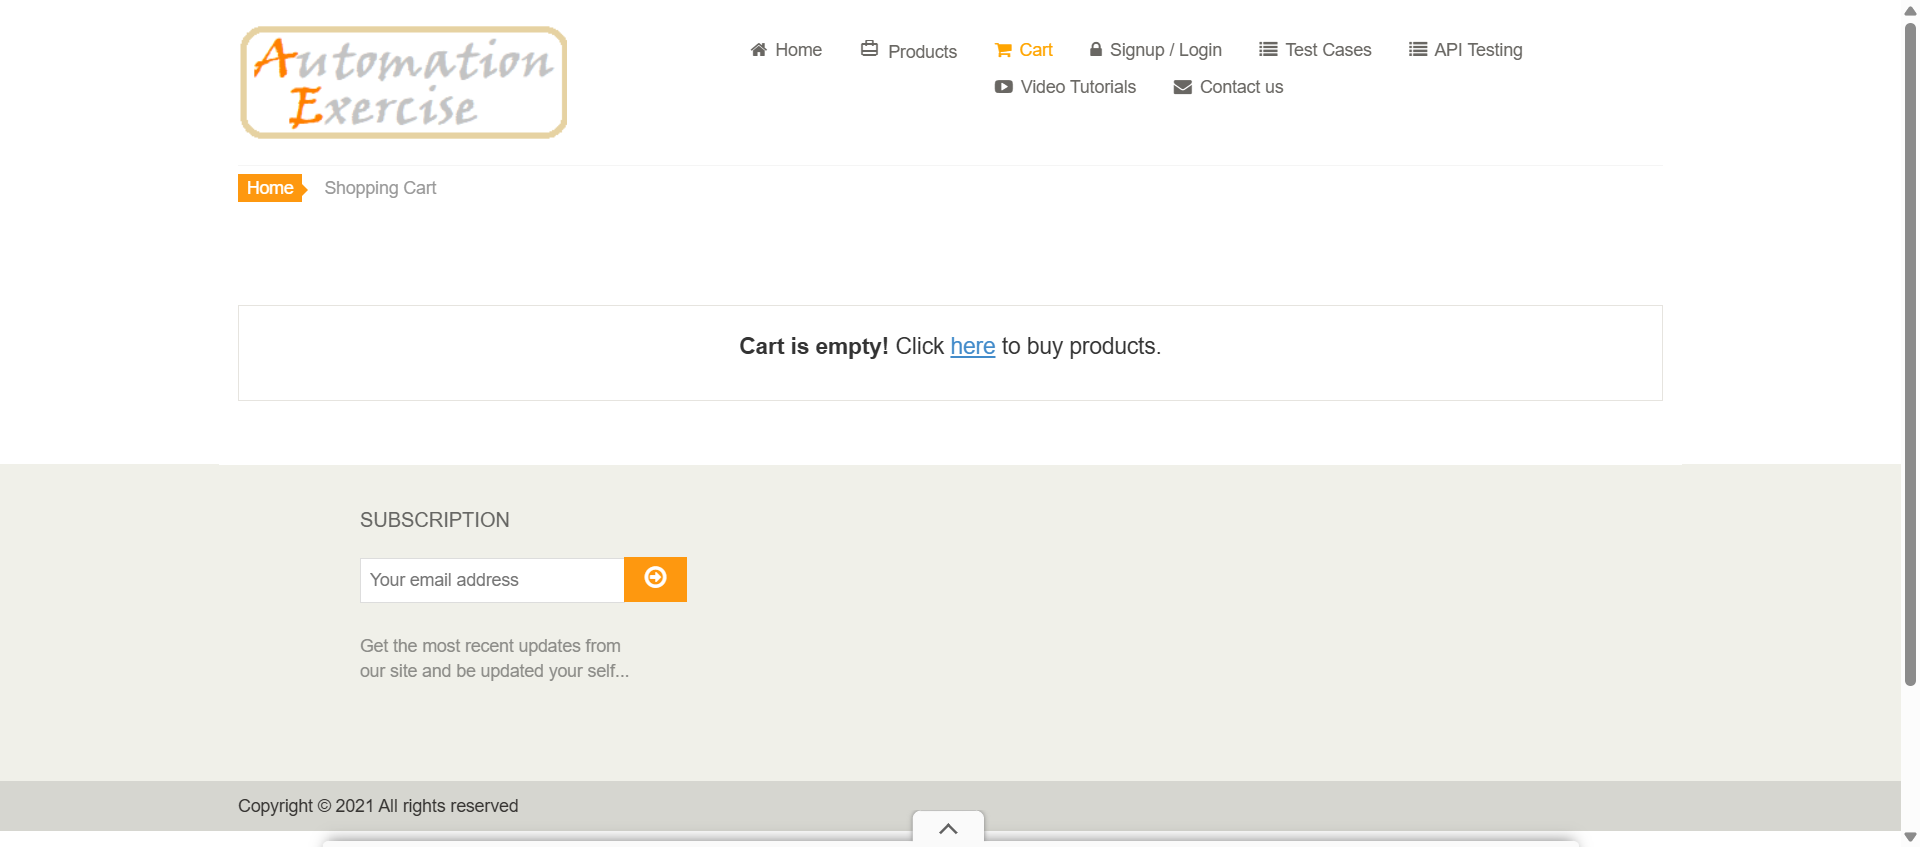 Automation
Exercise
Home Products Cart Signup / Login Test Cases API Testing
Video Tutorials Contact us
Home Shopping Cart
Cart is empty! Click here to buy products.
SUBSCRIPTION
Your email address
Get the most recent updates from
our site and be updated your self...
Copyright © 2021 All rights reserved